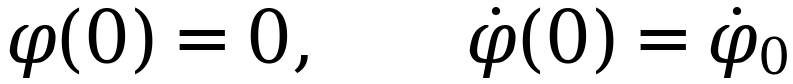 φ(0) = 0, φ̇(0) = φ̇₀